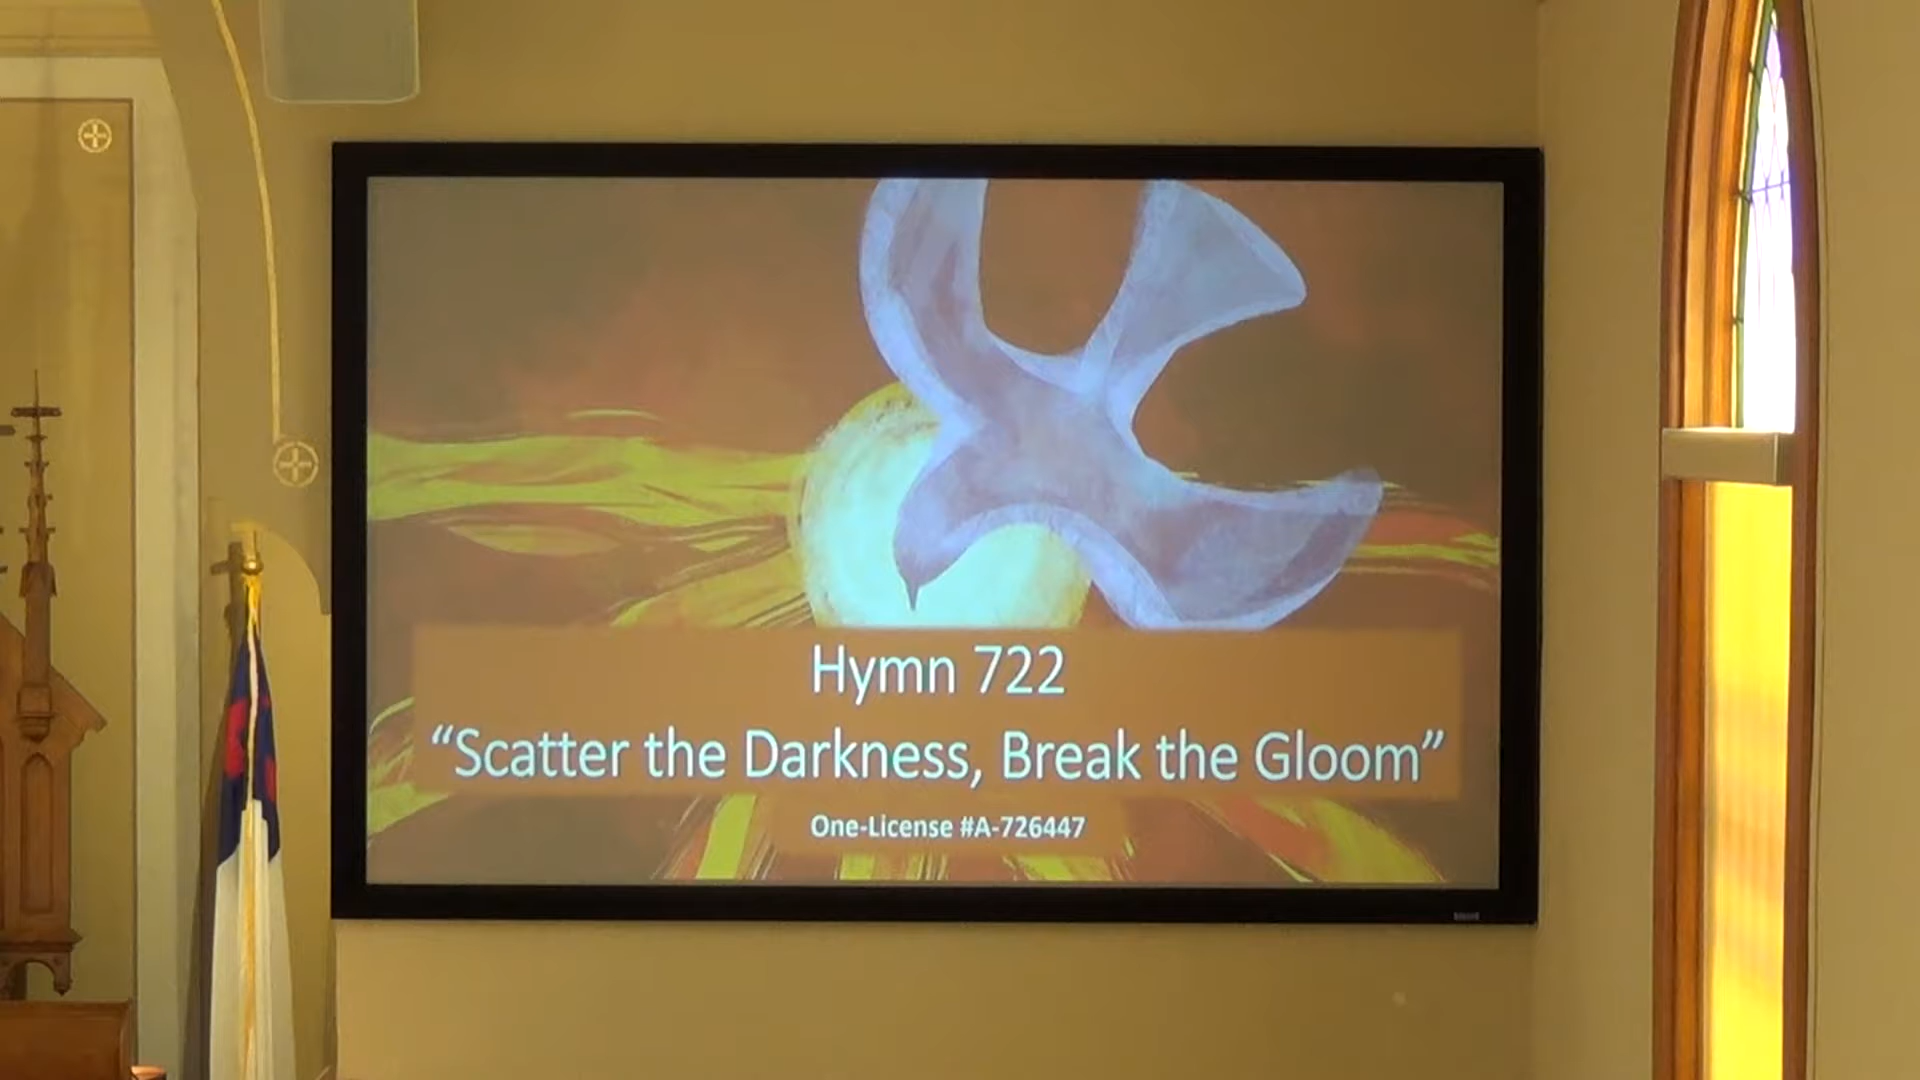 Hymn 722
“Scatter the Darkness, Break the Gloom”
One-License #A-726447